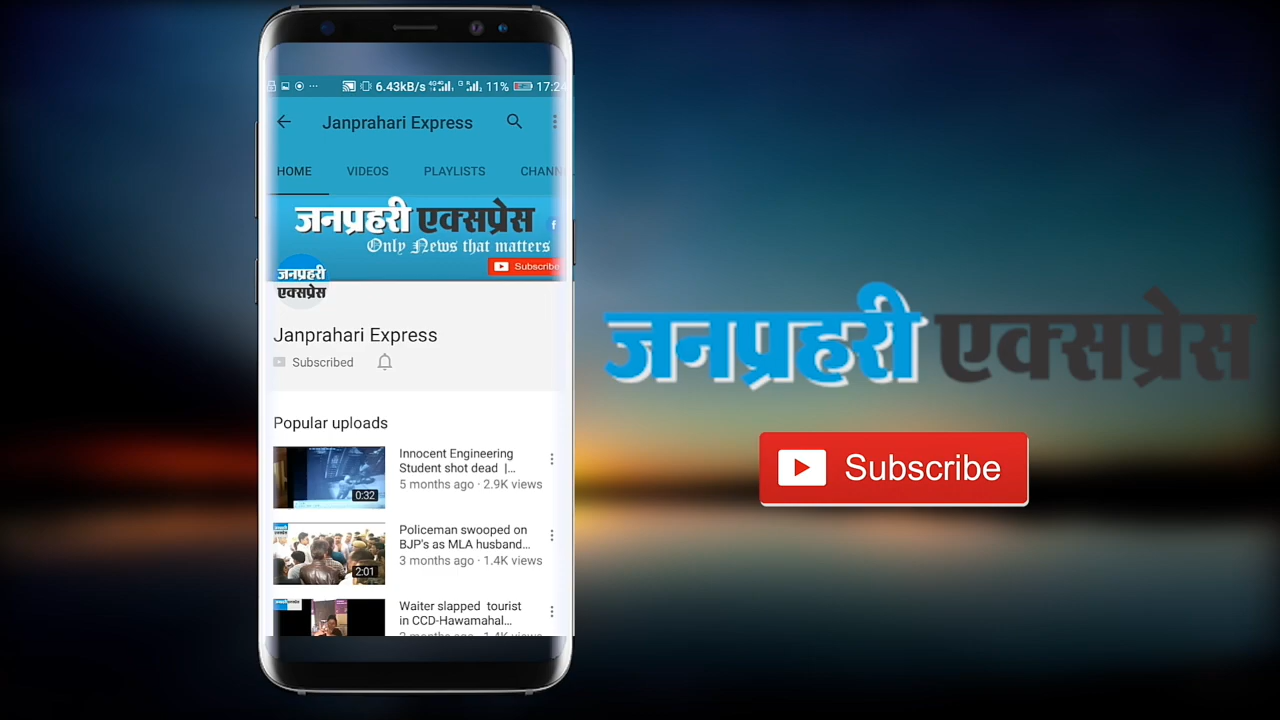 6.43kB/s 11% 17:24
Janprahari Express
HOME VIDEOS PLAYLISTS CHANN
जनप्रहरी एक्सप्रेस
Only News that matters
Subscribe
जनप्रहरी
एक्सप्रेस
Janprahari Express
Subscribed
Popular uploads
Innocent Engineering
Student shot dead |...
5 months ago · 2.9K views
0:32
Policeman swooped on
BJP's as MLA husband...
3 months ago · 1.4K views
2:01
Waiter slapped tourist
in CCD-Hawamahal...
जनप्रहरी एक्सप्रेस
Subscribe